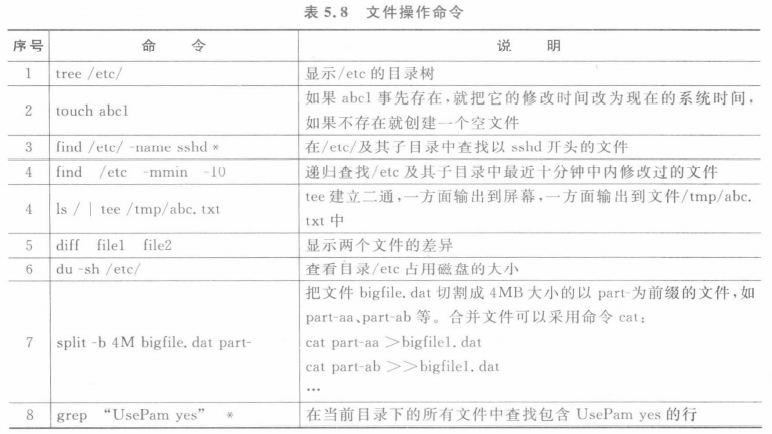 表 5.8 文件操作命令
序号 命 令 说 明
1 tree /etc/ 显示/etc 的目录树
2 touch abc1 如果 abc1 事先存在,就把它的修改时间改为现在的系统时间,
如果不存在就创建一个空文件
3 find /etc/ -name sshd * 在/etc/及其子目录中查找以 sshd 开头的文件
4 find /etc -mmin -10 递归查找/etc 及其子目录中最近十分钟中内修改过的文件
4 ls / | tee /tmp/abc.txt tee 建立二通,一方面输出到屏幕,一方面输出到文件/tmp/abc.
txt 中
5 diff file1 file2 显示两个文件的差异
6 du -sh /etc/ 查看目录/etc 占用磁盘的大小
7 split -b 4M bigfile.dat part- 把文件 bigfile.dat 切割成 4MB 大小的以 part-为前缀的文件,如
part-aa、part-ab 等。合并文件可以采用命令 cat:
cat part-aa >bigfile1.dat
cat part-ab >>bigfile1.dat
…
8 grep “UsePam yes” * 在当前目录下的所有文件中查找包含 UsePam yes 的行